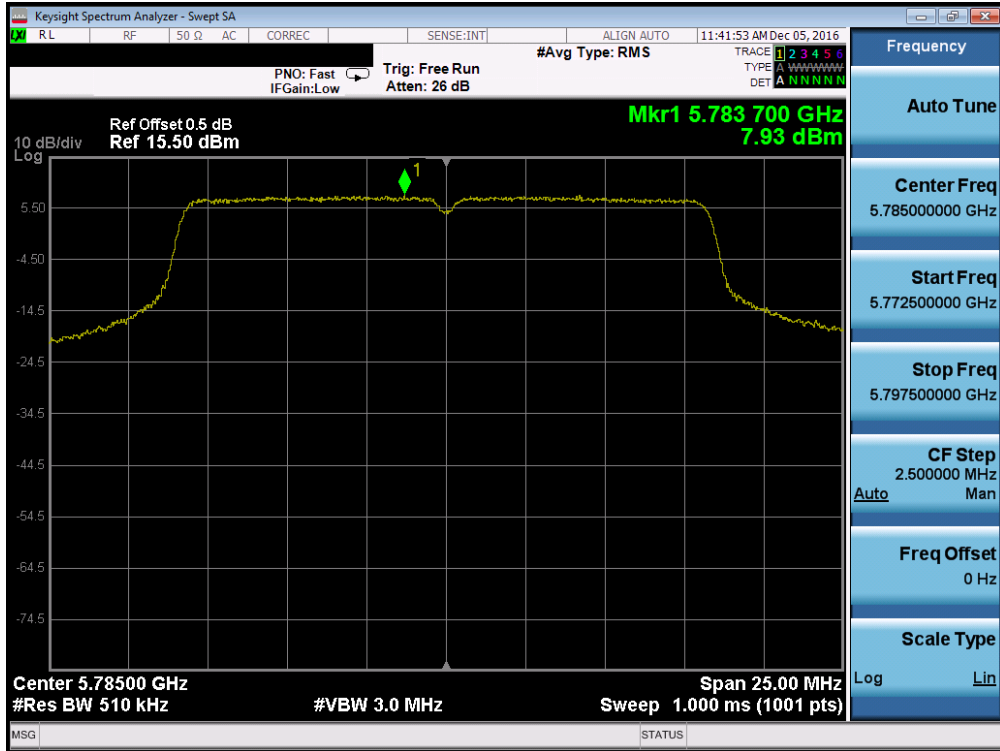 Keysight Spectrum Analyzer - Swept SA
LXI RL RF 50 Ω AC CORREC SENSE:INT ALIGN AUTO 11:41:53 AM Dec 05, 2016
PNO: Fast
IFGain:Low
Trig: Free Run
Atten: 26 dB
#Avg Type: RMS
TRACE 1 2 3 4 5 6
TYPE A WWWWW
DET A N N N N N
Mkr1 5.783 700 GHz
7.93 dBm
Ref Offset 0.5 dB
10 dB/div Ref 15.50 dBm
Log
1
5.50
-4.50
-14.5
-24.5
-34.5
-44.5
-54.5
-64.5
-74.5
Center 5.78500 GHz Span 25.00 MHz
#Res BW 510 kHz #VBW 3.0 MHz Sweep 1.000 ms (1001 pts)
MSG STATUS
Frequency
Auto Tune
Center Freq
5.785000000 GHz
Start Freq
5.772500000 GHz
Stop Freq
5.797500000 GHz
CF Step
2.500000 MHz
Auto Man
Freq Offset
0 Hz
Scale Type
Log Lin